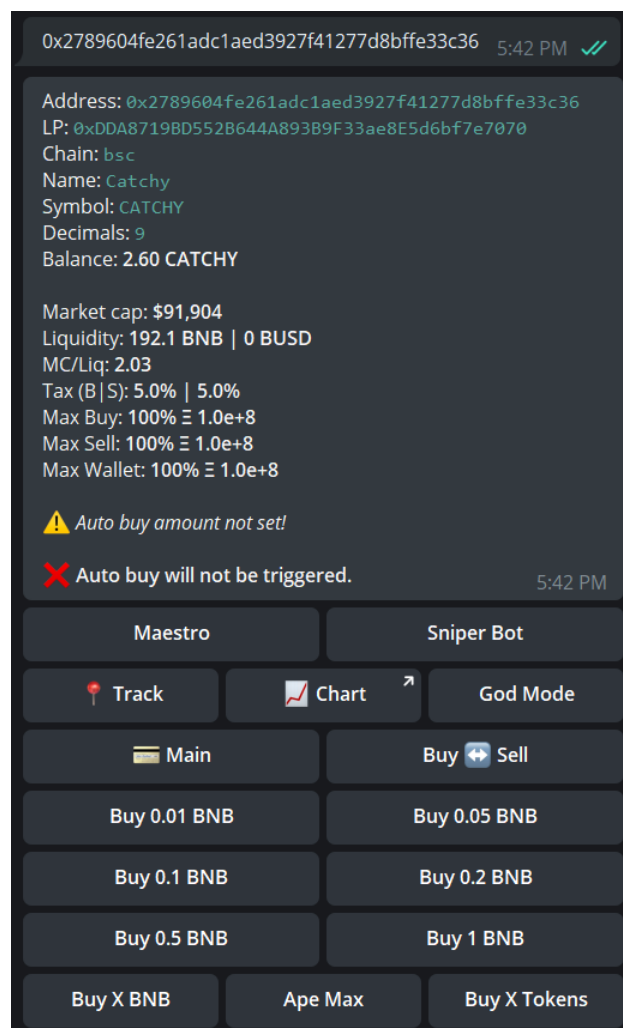 0x2789604fe261adc1aed3927f41277d8bffe33c36 5:42 PM
Address: 0x2789604fe261adc1aed3927f41277d8bffe33c36
LP: 0xDDA8719BD552B644A893B9F33ae8E5d6bf7e7070
Chain: bsc
Name: Catchy
Symbol: CATCHY
Decimals: 9
Balance: 2.60 CATCHY
Market cap: $91,904
Liquidity: 192.1 BNB | 0 BUSD
MC/Liq: 2.03
Tax (B|S): 5.0% | 5.0%
Max Buy: 100% Ξ 1.0e+8
Max Sell: 100% Ξ 1.0e+8
Max Wallet: 100% Ξ 1.0e+8
⚠️ Auto buy amount not set!
❌ Auto buy will not be triggered. 5:42 PM
Maestro Sniper Bot
📍 Track 📈 Chart God Mode
💳 Main Buy ↔️ Sell
Buy 0.01 BNB Buy 0.05 BNB
Buy 0.1 BNB Buy 0.2 BNB
Buy 0.5 BNB Buy 1 BNB
Buy X BNB Ape Max Buy X Tokens